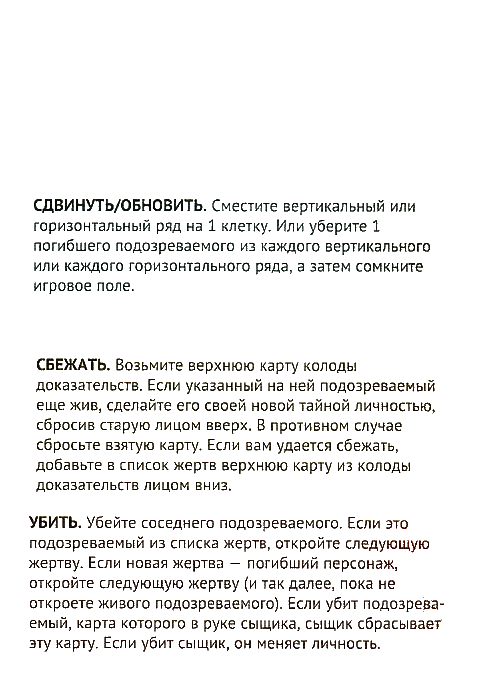 СДВИНУТЬ/ОБНОВИТЬ. Сместите вертикальный или
горизонтальный ряд на 1 клетку. Или уберите 1
погибшего подозреваемого из каждого вертикального
или каждого горизонтального ряда, а затем сомкните
игровое поле.
СБЕЖАТЬ. Возьмите верхнюю карту колоды
доказательств. Если указанный на ней подозреваемый
еще жив, сделайте его своей новой тайной личностью,
сбросив старую лицом вверх. В противном случае
сбросьте взятую карту. Если вам удается сбежать,
добавьте в список жертв верхнюю карту из колоды
доказательств лицом вниз.
УБИТЬ. Убейте соседнего подозреваемого. Если это
подозреваемый из списка жертв, откройте следующую
жертву. Если новая жертва — погибший персонаж,
откройте следующую жертву (и так далее, пока не
откроете живого подозреваемого). Если убит подозрева-
емый, карта которого в руке сыщика, сыщик сбрасывает
эту карту. Если убит сыщик, он меняет личность.